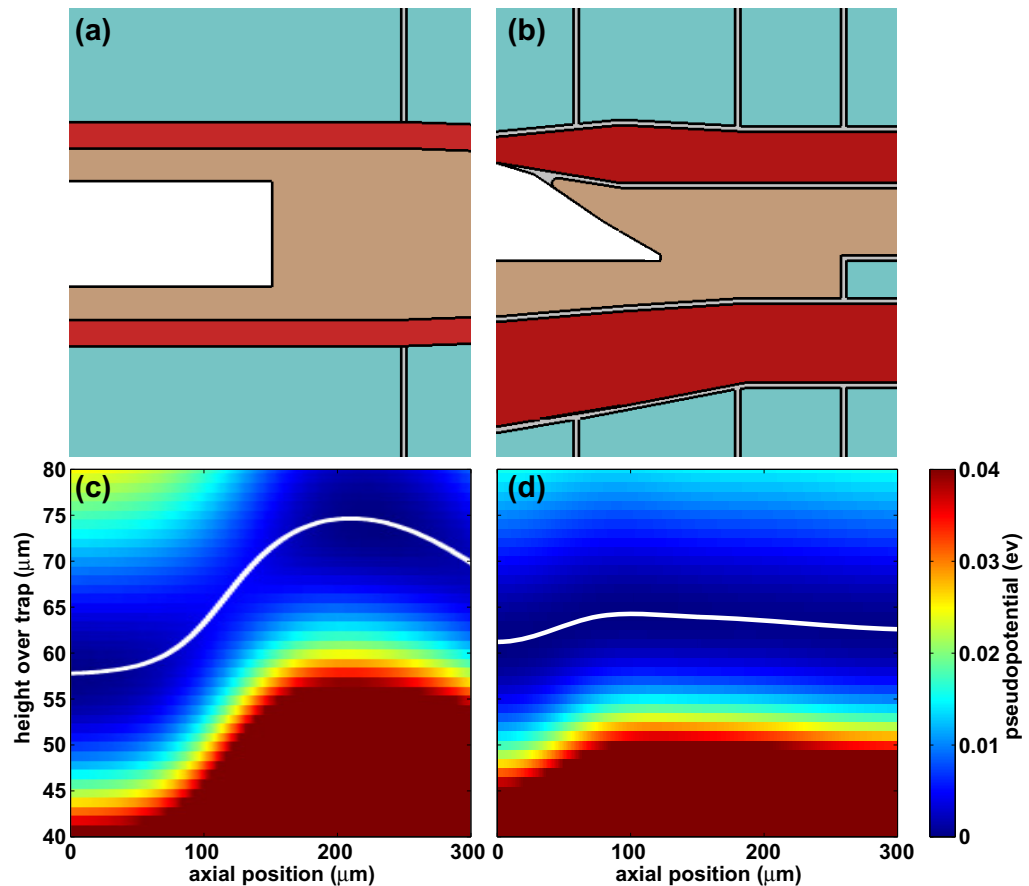 (a)
(b)
(c)
(d)
80
75
70
65
60
55
50
45
40
height over trap (μm)
0
100
200
300
axial position (μm)
0
100
200
300
axial position (μm)
0.04
0.03
0.02
0.01
0
pseudopotential (ev)